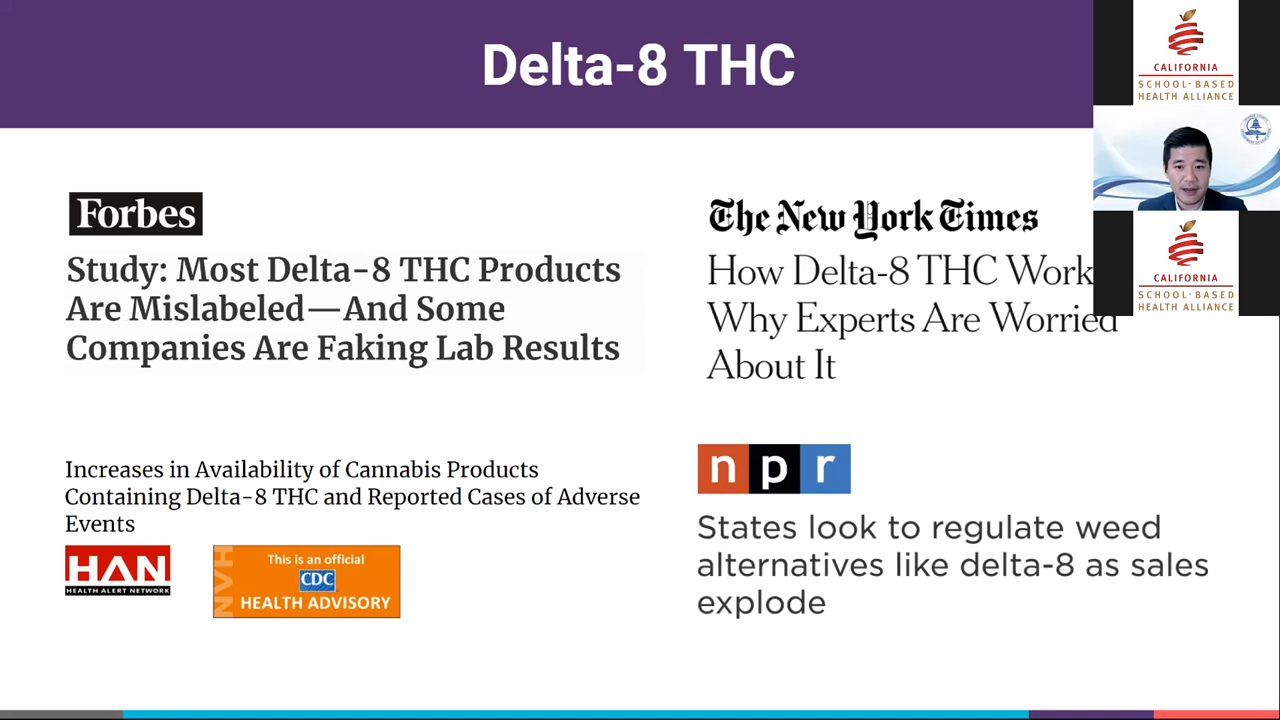 Delta-8 THC
Forbes
Study: Most Delta-8 THC Products
Are Mislabeled—And Some
Companies Are Faking Lab Results
The New York Times
How Delta-8 THC Work
Why Experts Are Worried
About It
Increases in Availability of Cannabis Products
Containing Delta-8 THC and Reported Cases of Adverse
Events
HAN
HEALTH ALERT NETWORK
HAN
This is an official
CDC
HEALTH ADVISORY
npr
States look to regulate weed
alternatives like delta-8 as sales
explode
CALIFORNIA
SCHOOL-BASED
HEALTH ALLIANCE
CALIFORNIA
SCHOOL-BASED
HEALTH ALLIANCE